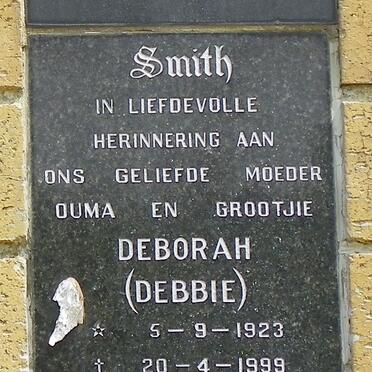 Smith
IN LIEFDEVOLLE
HERINNERING AAN
ONS GELIEFDE MOEDER
OUMA EN GROOTJIE
DEBORAH
(DEBBIE)
☆ 5-9-1923
† 20-4-1999